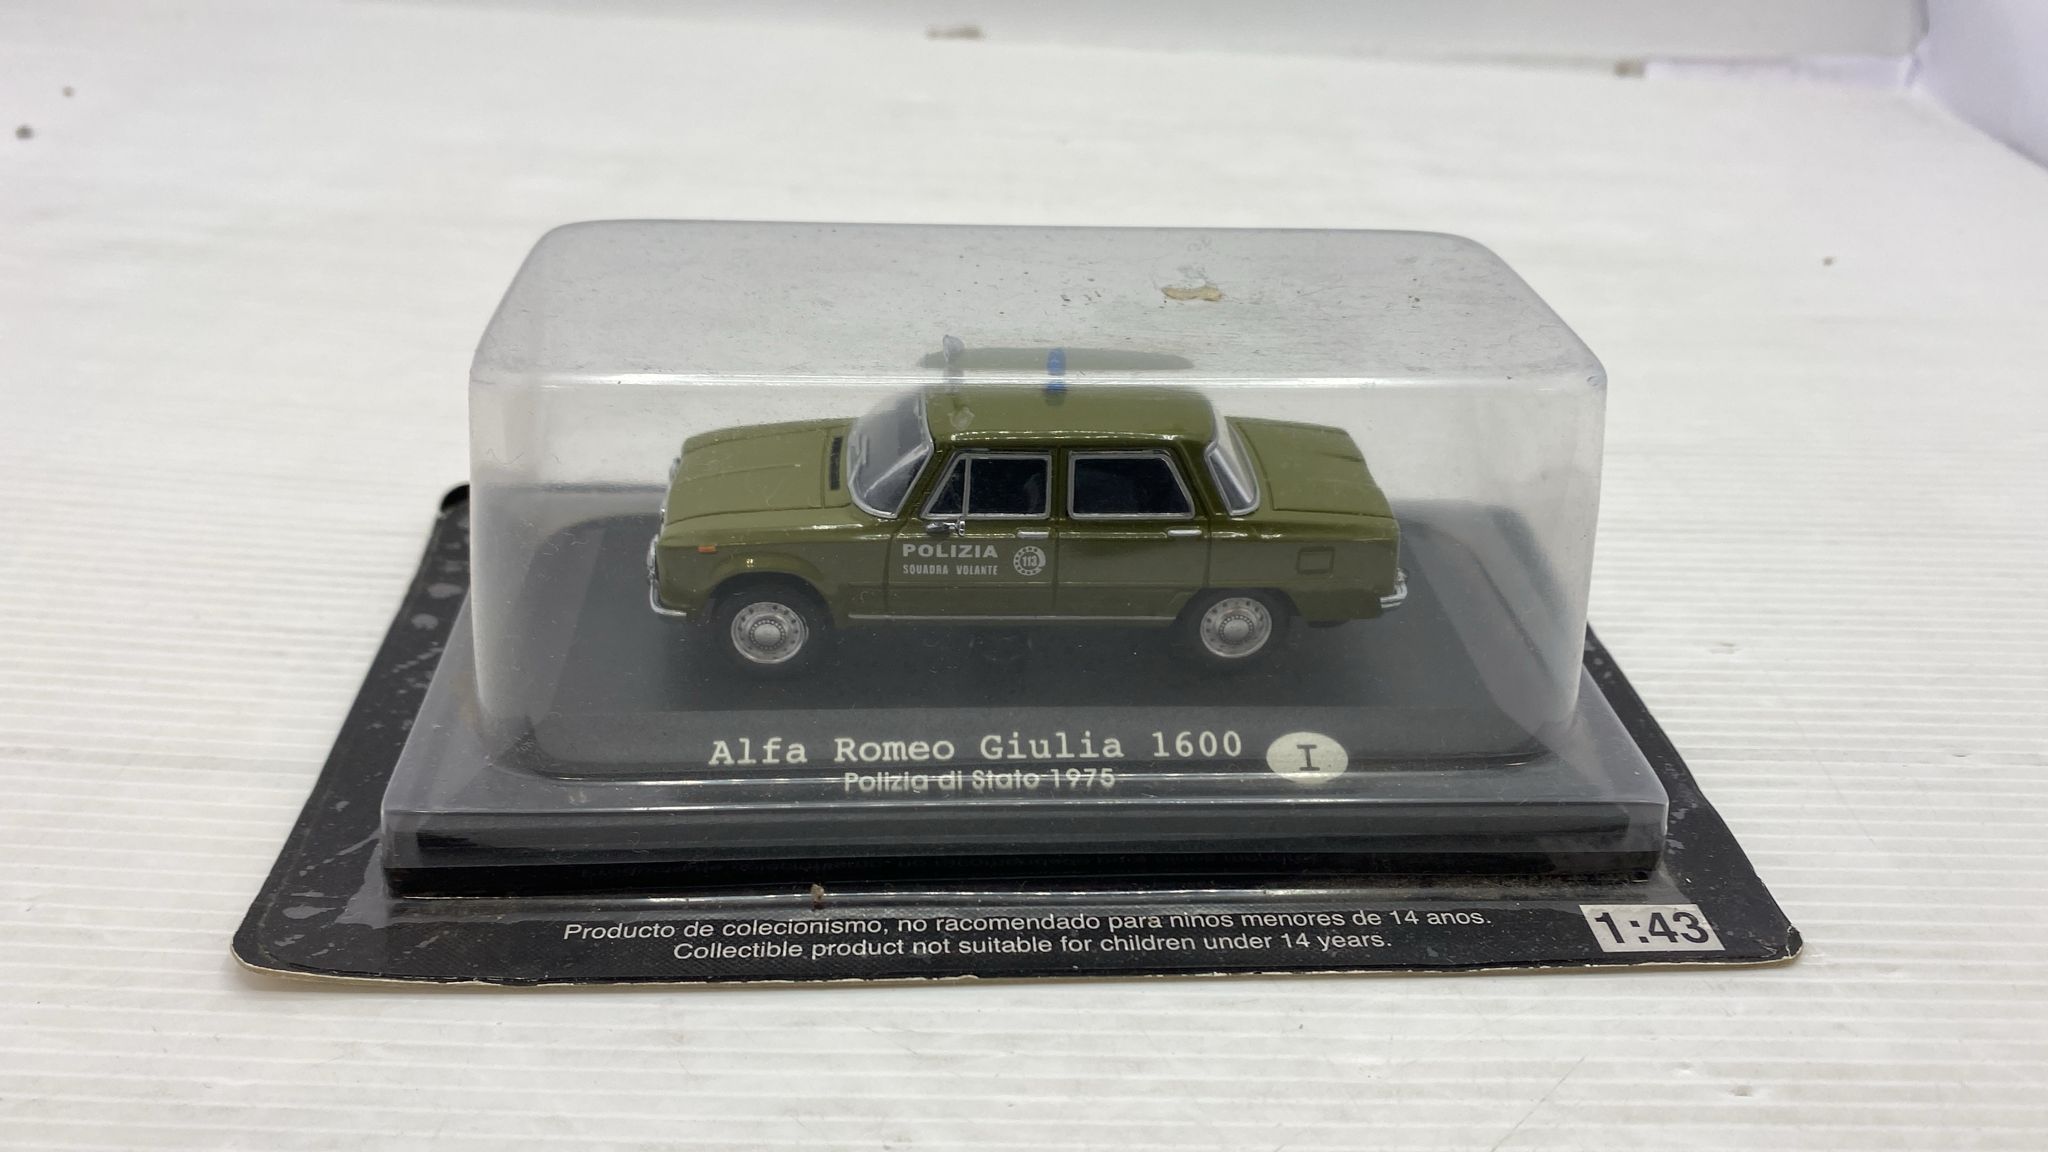 POLIZIA
SQUADRA VOLANTE
113
Alfa Romeo Giulia 1600
I
Polizia di Stato 1975
Producto de colecionismo, no racomendado para ninos menores de 14 anos.
Collectible product not suitable for children under 14 years.
1:43